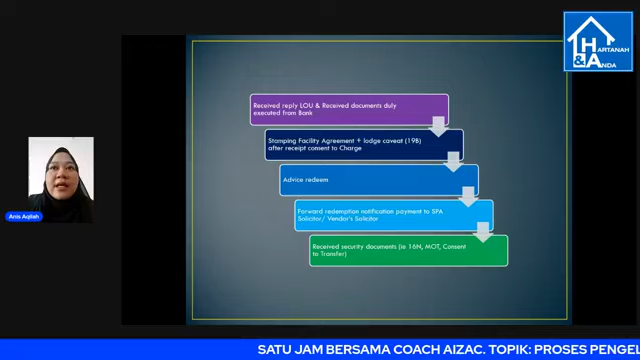 H
ARTANAH
&A
NDA
Received reply LOU & Received documents duly
executed from Bank
Stamping Facility Agreement + lodge caveat (19B)
after receipt consent to Charge
Advice redeem
Forward redemption notification payment to SPA
Solicitor/ Vendor's Solicitor
Received security documents (ie 16N, MOT, Consent
to Transfer)
Anis Aqilah
SATU JAM BERSAMA COACH AIZAC. TOPIK: PROSES PENGEL